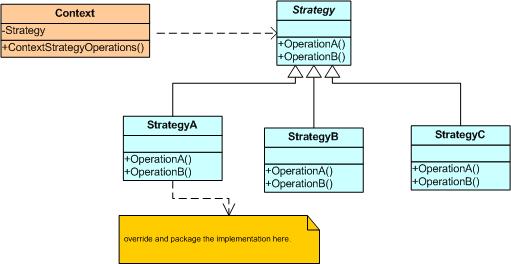 Context
-Strategy
+ContextStrategyOperations()
Strategy
+OperationA()
+OperationB()
StrategyA
+OperationA()
+OperationB()
StrategyB
+OperationA()
+OperationB()
StrategyC
+OperationA()
+OperationB()
override and package the implementation here.